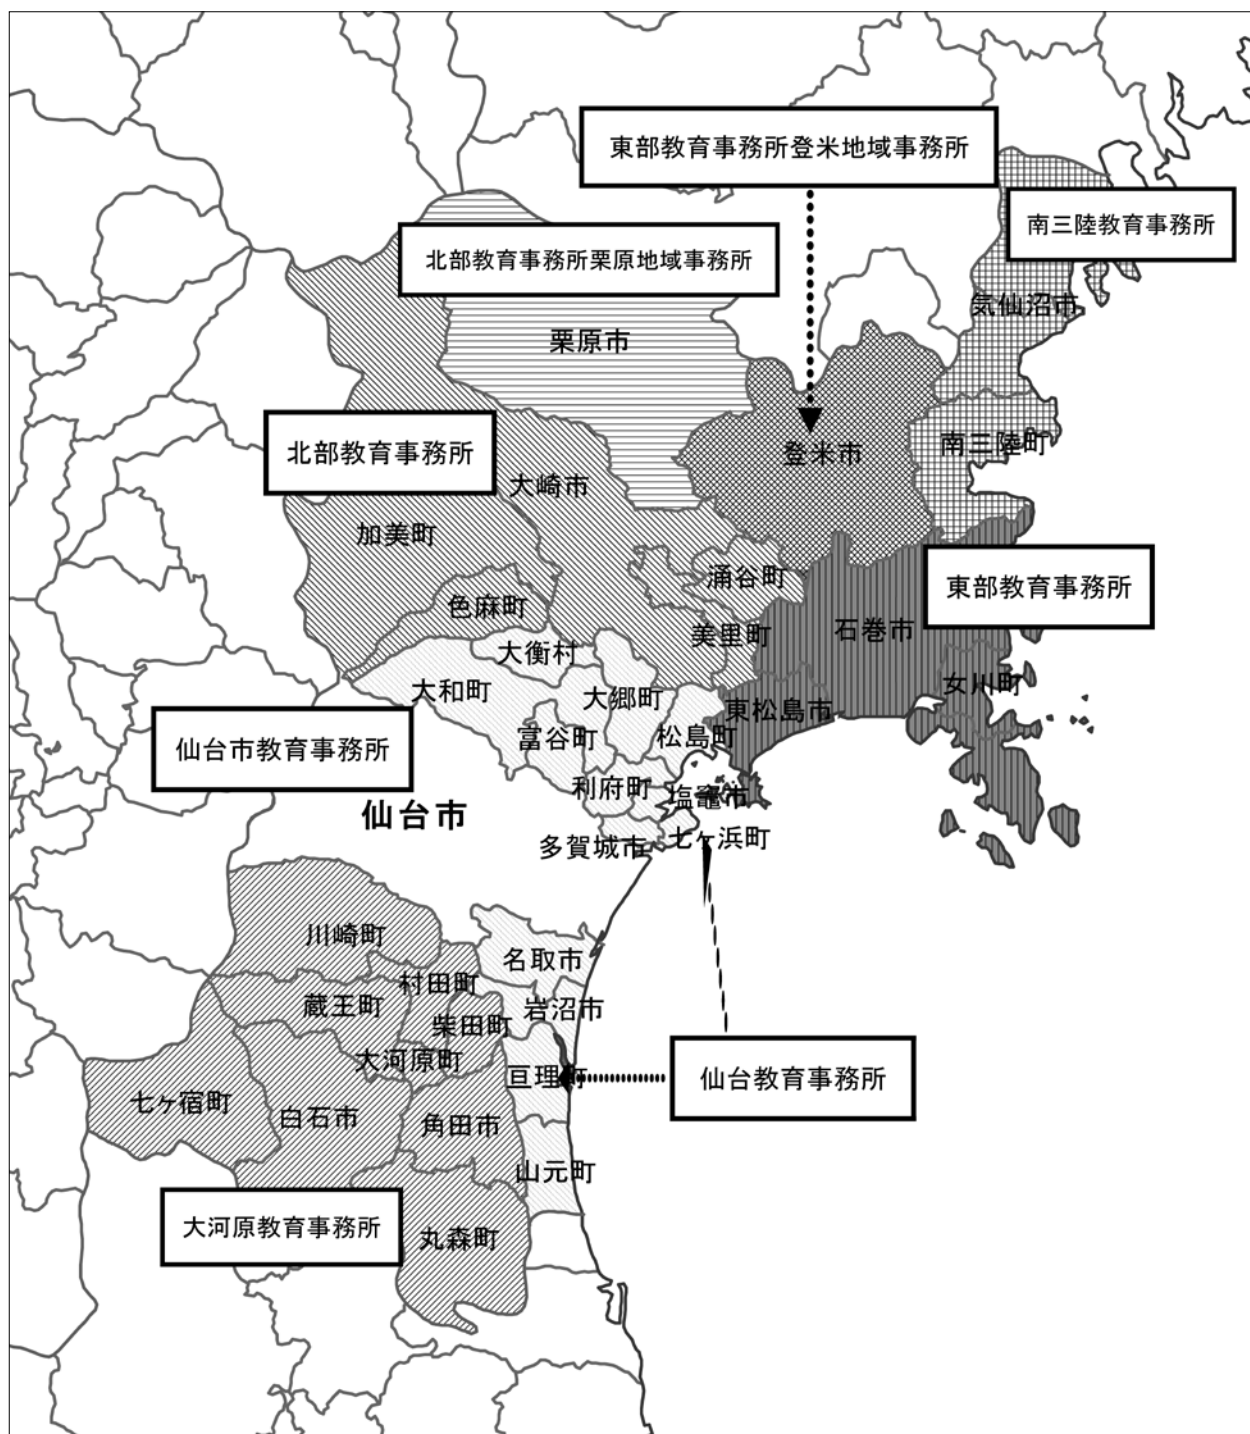 東部教育事務所登米地域事務所
南三陸教育事務所
北部教育事務所栗原地域事務所
気仙沼市
栗原市
南三陸町
登米市
北部教育事務所
大崎市
加美町
涌谷町
東部教育事務所
色麻町
美里町
石巻市
大衡村
大和町
大郷町
女川町
東松島市
富谷町
松島町
仙台市教育事務所
利府町
塩竈市
仙台市
多賀城市
七ヶ浜町
川崎町
名取市
村田町
蔵王町
岩沼市
柴田町
大河原町
亘理町
仙台教育事務所
七ヶ宿町
白石市
角田市
山元町
大河原教育事務所
丸森町